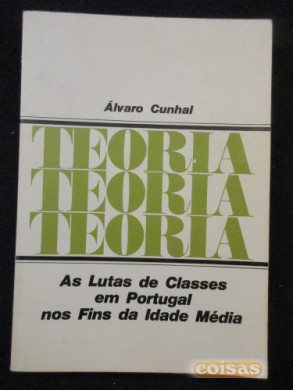 Álvaro Cunhal
TEORIA
TEORIA
TEORIA
As Lutas de Classes
em Portugal
nos Fins da Idade Média
coisas